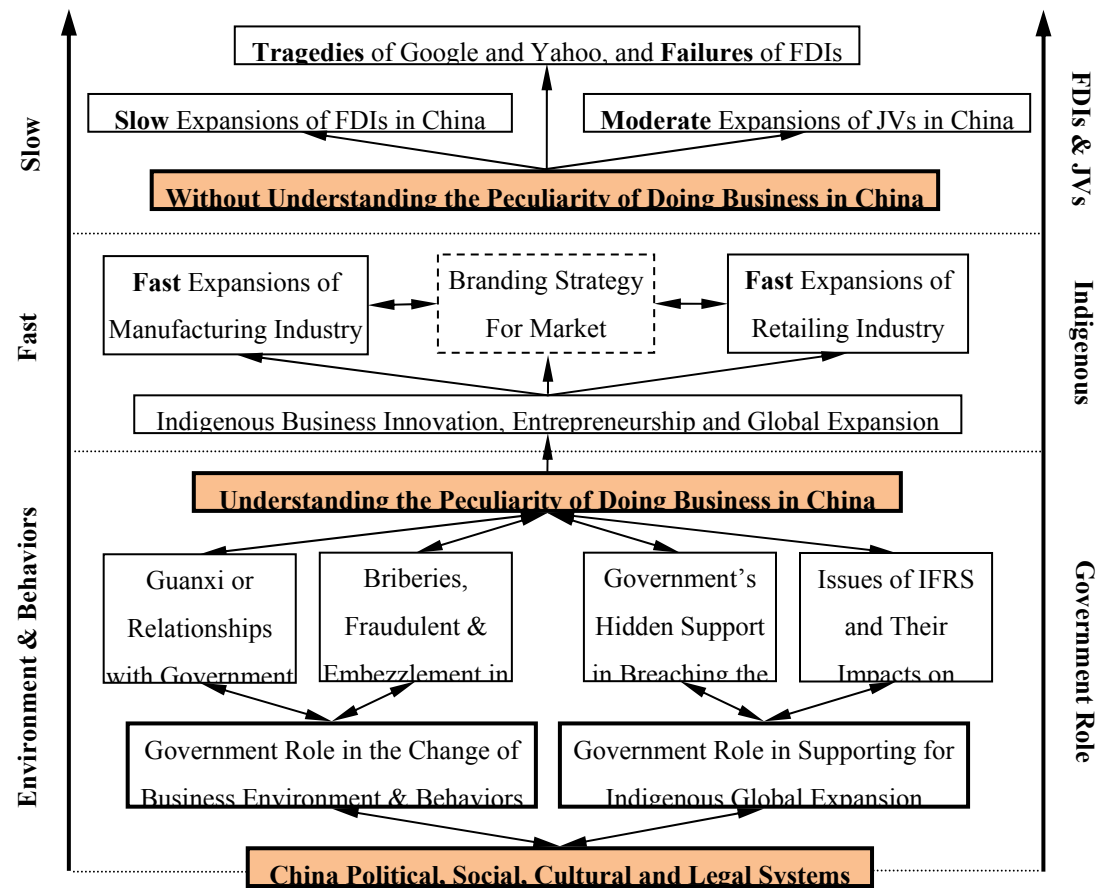 Tragedies of Google and Yahoo, and Failures of FDIs
Slow Expansions of FDIs in China
Moderate Expansions of JVs in China
Without Understanding the Peculiarity of Doing Business in China
Slow
FDIs & JVs
Fast Expansions of
Manufacturing Industry
Branding Strategy
For Market
Fast Expansions of
Retailing Industry
Fast
Indigenous
Indigenous Business Innovation, Entrepreneurship and Global Expansion
Understanding the Peculiarity of Doing Business in China
Guanxi or
Relationships
with Government
Briberies,
Fraudulent &
Embezzlement in
Government's
Hidden Support
in Breaching the
Issues of IFRS
and Their
Impacts on
Environment & Behaviors
Government Role
Government Role in the Change of
Business Environment & Behaviors
Government Role in Supporting for
Indigenous Global Expansion
China Political, Social, Cultural and Legal Systems